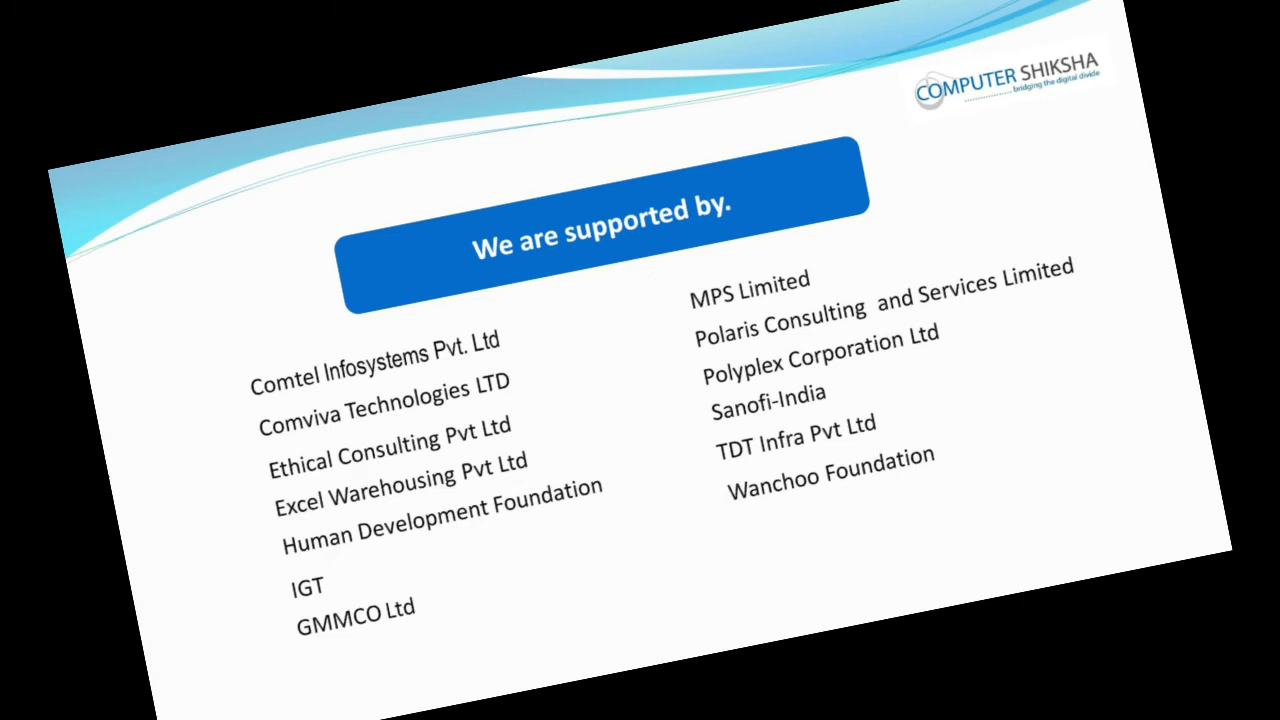 COMPUTER SHIKSHA
bridging the digital divide
We are supported by.
Comtel Infosystems Pvt. Ltd
Comviva Technologies LTD
Ethical Consulting Pvt Ltd
Excel Warehousing Pvt Ltd
Human Development Foundation
IGT
GMMCO Ltd
MPS Limited
Polaris Consulting and Services Limited
Polyplex Corporation Ltd
Sanofi-India
TDT Infra Pvt Ltd
Wanchoo Foundation